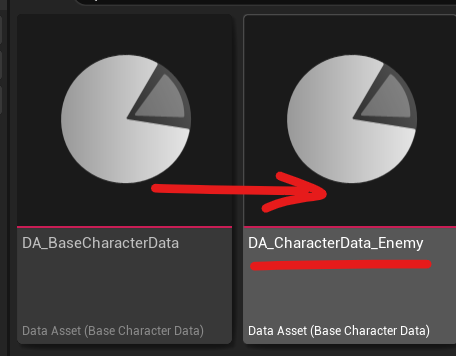 DA_BaseCharacterData
Data Asset (Base Character Data)
DA_CharacterData_Enemy
Data Asset (Base Character Data)